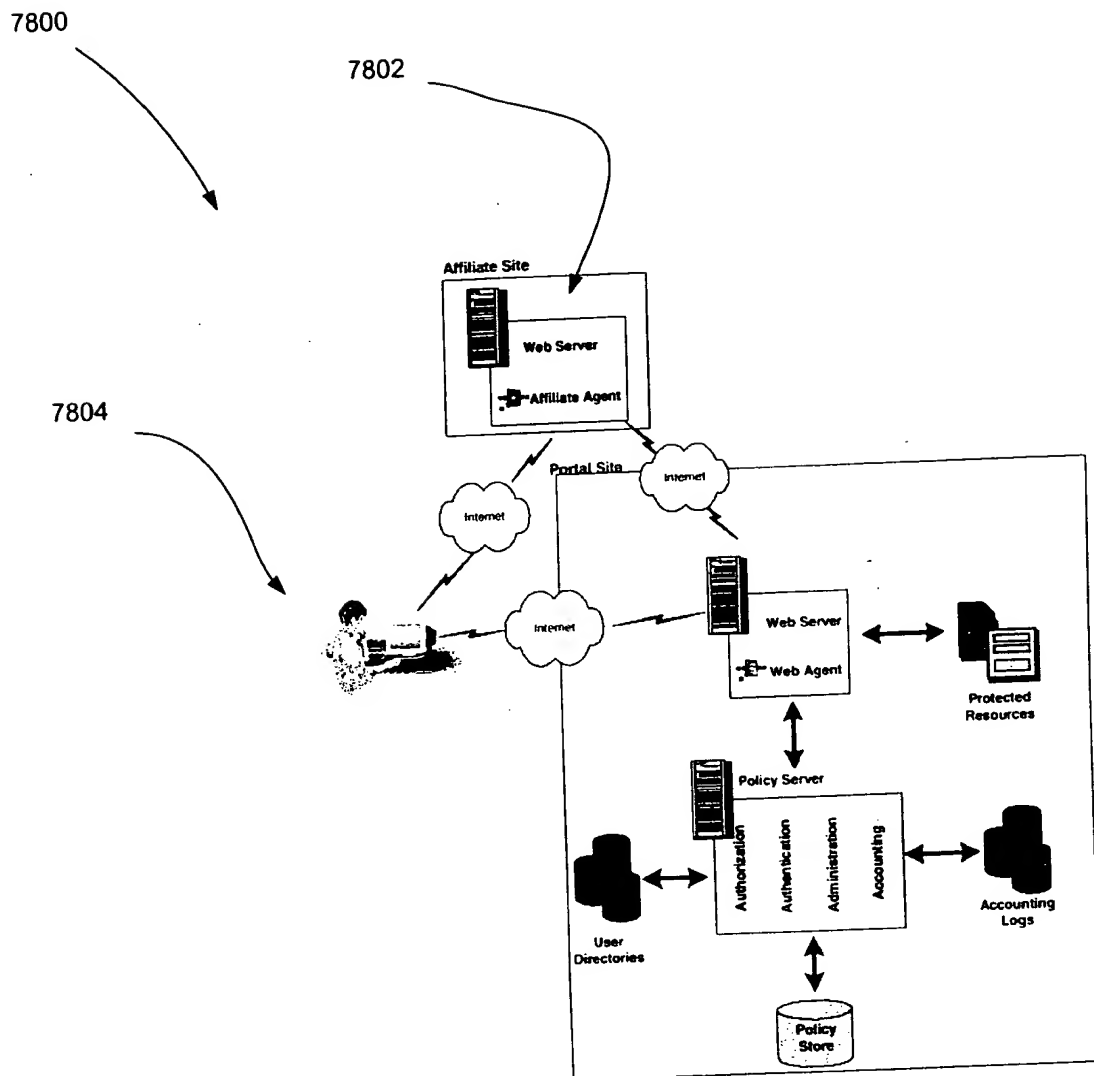 7800
7802
Affiliate Site
Web Server
Affiliate Agent
7804
Portal Site
Internet
Internet
Internet
Web Server
Web Agent
Protected
Resources
Policy Server
Authorization
Authentication
Administration
Accounting
User
Directories
Accounting
Logs
Policy
Store